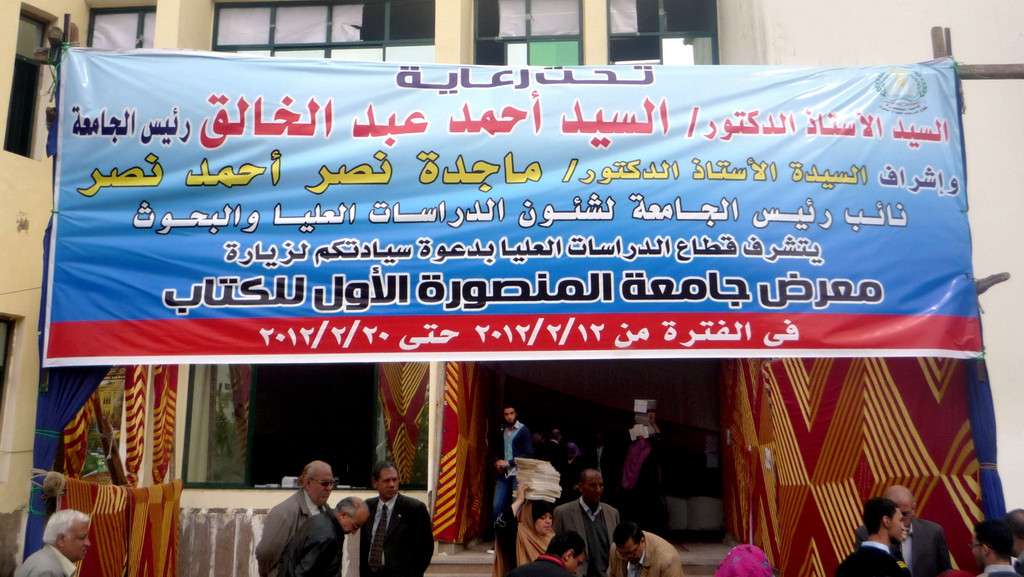 تحت رعاية
السيد الأستاذ الدكتور/ السيد أحمد عبد الخالق رئيس الجامعة
وإشراف السيدة الأستاذ الدكتور/ ماجدة نصر أحمد نصر
نائب رئيس الجامعة لشئون الدراسات العليا والبحوث
يتشرف قطاع الدراسات العليا بدعوة سيادتكم لزيارة
معرض جامعة المنصورة الأول للكتاب
فى الفترة من ٢٠١٢/٢/١٢ حتى ٢٠١٢/٢/٢٠